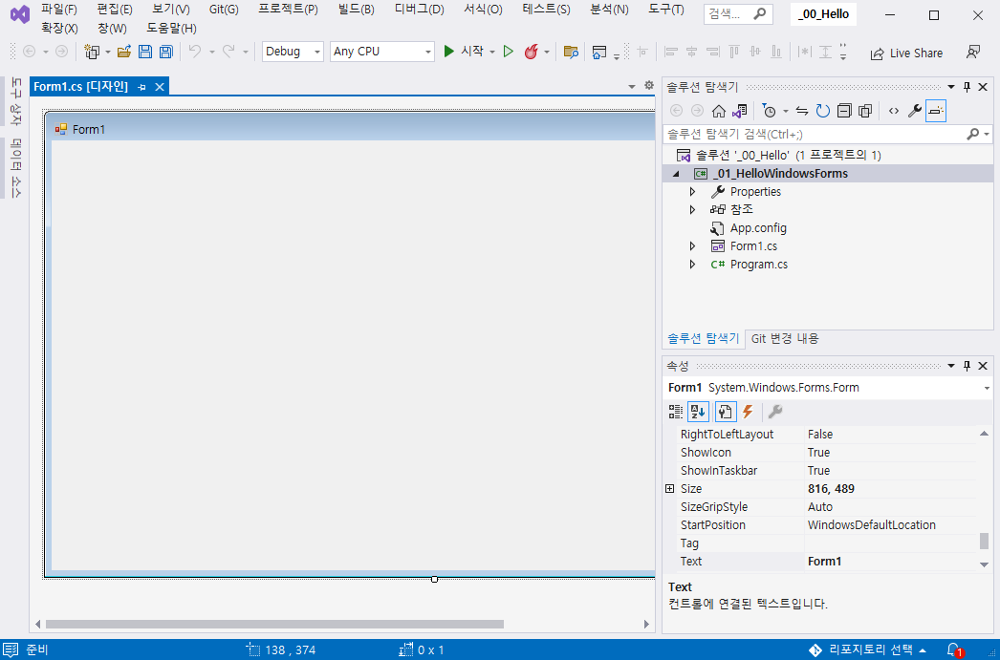 파일(F) 편집(E) 보기(V) Git(G) 프로젝트(P) 빌드(B) 디버그(D) 서식(O) 테스트(S) 분석(N) 도구(T) 검색... _00_Hello
확장(X) 창(W) 도움말(H)
Debug Any CPU 시작 Live Share
도구 상자
데이터 소스
Form1.cs [디자인]
Form1
솔루션 탐색기
솔루션 탐색기 검색(Ctrl+;)
솔루션 '_00_Hello' (1 프로젝트의 1)
C# _01_HelloWindowsForms
Properties
참조
App.config
Form1.cs
C# Program.cs
솔루션 탐색기 Git 변경 내용
속성
Form1 System.Windows.Forms.Form
RightToLeftLayout False
ShowIcon True
ShowInTaskbar True
Size 816, 489
SizeGripStyle Auto
StartPosition WindowsDefaultLocation
Tag
Text Form1
Text
컨트롤에 연결된 텍스트입니다.
준비 138 , 374 0 x 1 리포지토리 선택 1